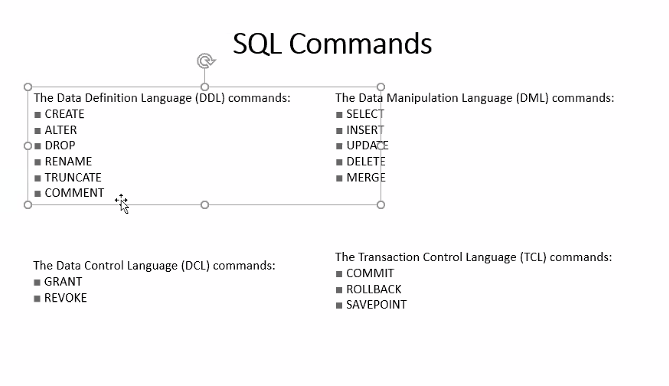 SQL Commands
The Data Definition Language (DDL) commands:
■ CREATE
■ ALTER
■ DROP
■ RENAME
■ TRUNCATE
■ COMMENT
The Data Manipulation Language (DML) commands:
■ SELECT
■ INSERT
■ UPDATE
■ DELETE
■ MERGE
The Data Control Language (DCL) commands:
■ GRANT
■ REVOKE
The Transaction Control Language (TCL) commands:
■ COMMIT
■ ROLLBACK
■ SAVEPOINT